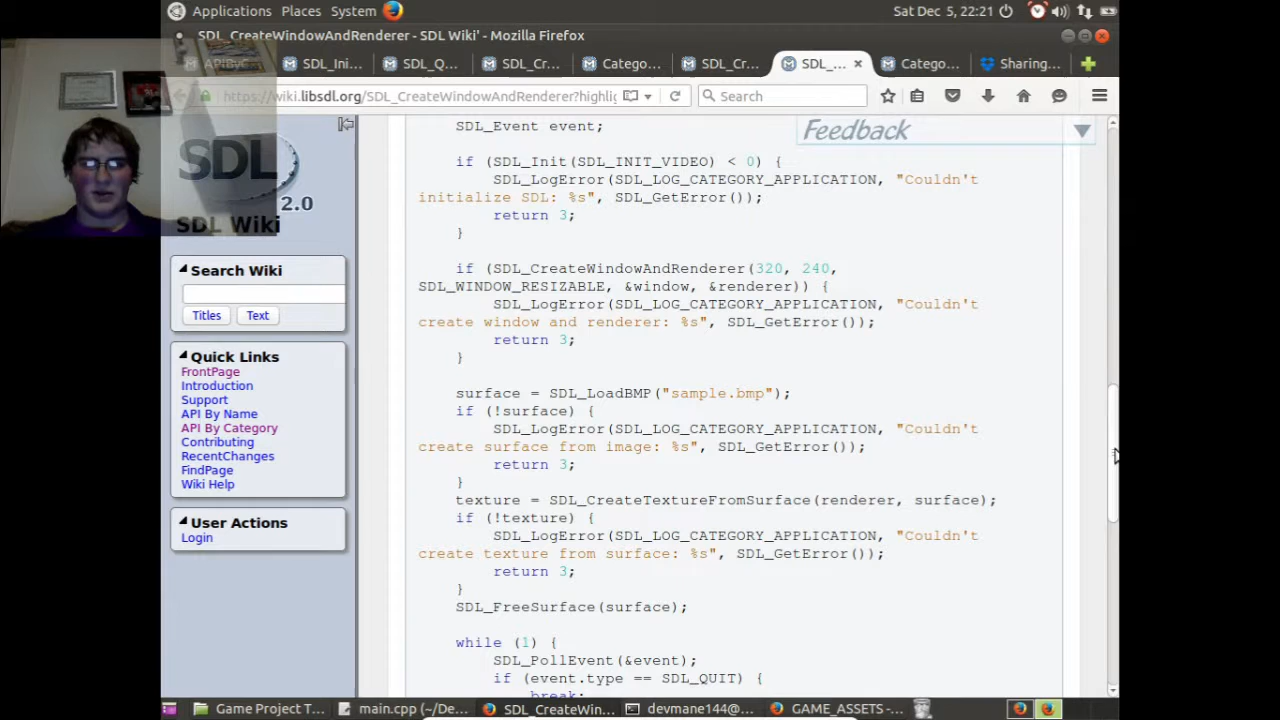 Applications Places System Sat Dec 5, 22:21
SDL_CreateWindowAndRenderer - SDL Wiki' - Mozilla Firefox
APIByC SDL_Ini... SDL_Q... SDL_Cr... Catego... SDL_Cr... SDL_... Catego... Sharing...
https://wiki.libsdl.org/SDL_CreateWindowAndRenderer?highlig Search
SDL
2.0
SDL Wiki
Search Wiki
Titles Text
Quick Links
FrontPage
Introduction
Support
API By Name
API By Category
Contributing
RecentChanges
FindPage
Wiki Help
User Actions
Login
Feedback
SDL_Event event;
if (SDL_Init(SDL_INIT_VIDEO) < 0) {
SDL_LogError(SDL_LOG_CATEGORY_APPLICATION, "Couldn't
initialize SDL: %s", SDL_GetError());
return 3;
}
if (SDL_CreateWindowAndRenderer(320, 240,
SDL_WINDOW_RESIZABLE, &window, &renderer)) {
SDL_LogError(SDL_LOG_CATEGORY_APPLICATION, "Couldn't
create window and renderer: %s", SDL_GetError());
return 3;
}
surface = SDL_LoadBMP("sample.bmp");
if (!surface) {
SDL_LogError(SDL_LOG_CATEGORY_APPLICATION, "Couldn't
create surface from image: %s", SDL_GetError());
return 3;
}
texture = SDL_CreateTextureFromSurface(renderer, surface);
if (!texture) {
SDL_LogError(SDL_LOG_CATEGORY_APPLICATION, "Couldn't
create texture from surface: %s", SDL_GetError());
return 3;
}
SDL_FreeSurface(surface);
while (1) {
SDL_PollEvent(&event);
if (event.type == SDL_QUIT) {
break;
Game Project T... main.cpp (~/De... SDL_CreateWin... devmane144@... GAME_ASSETS -...